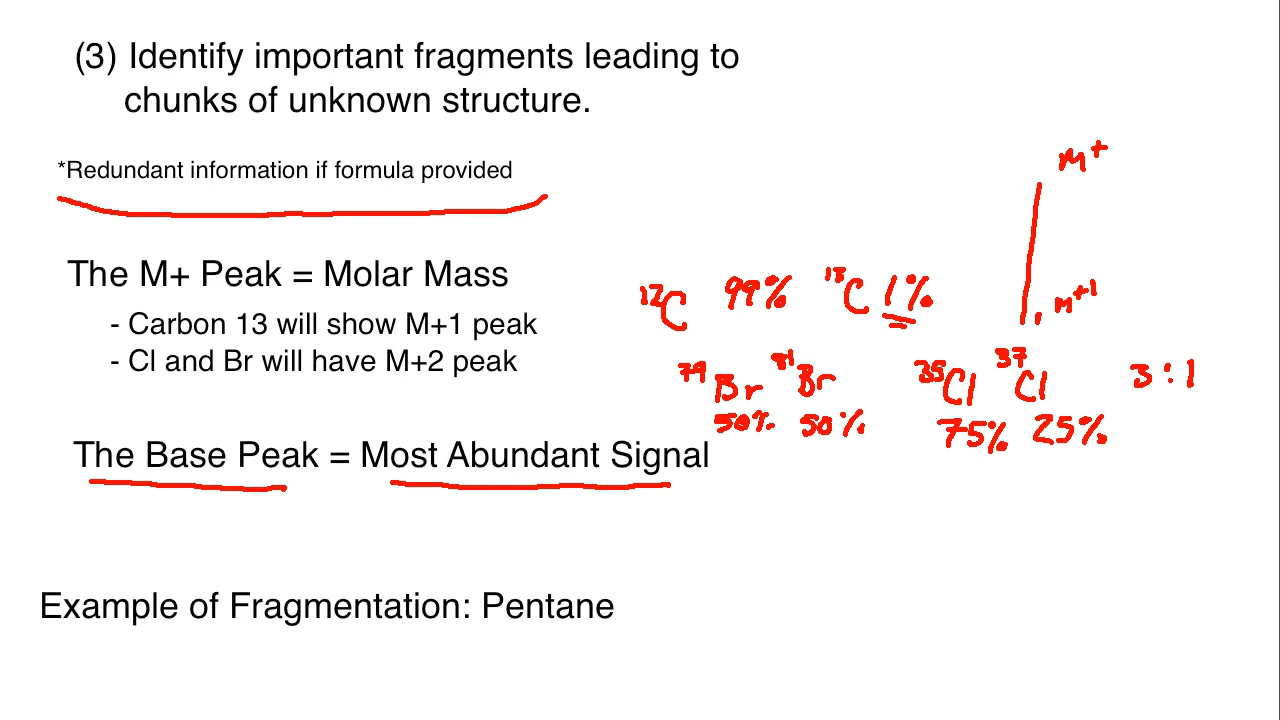 (3) Identify important fragments leading to
chunks of unknown structure.
*Redundant information if formula provided
M+
The M+ Peak = Molar Mass
12C 99% 13C 1%
M+1
- Carbon 13 will show M+1 peak
- Cl and Br will have M+2 peak
79Br 81Br 35Cl 37Cl 3:1
50% 50% 75% 25%
The Base Peak = Most Abundant Signal
Example of Fragmentation: Pentane